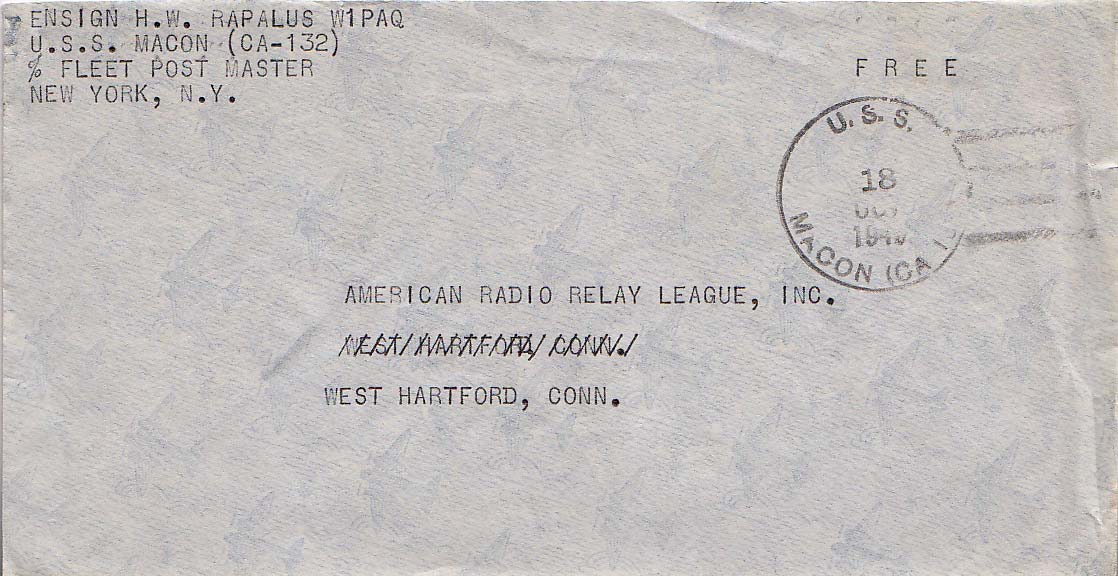 ENSIGN H.W. RAPALUS W1PAQ
U.S.S. MACON (CA-132)
% FLEET POST MASTER
NEW YORK, N.Y.
F R E E
U.S.S.
18
MACON (CA
AMERICAN RADIO RELAY LEAGUE, INC.
WEST HARTFORD, CONN.
WEST HARTFORD, CONN.